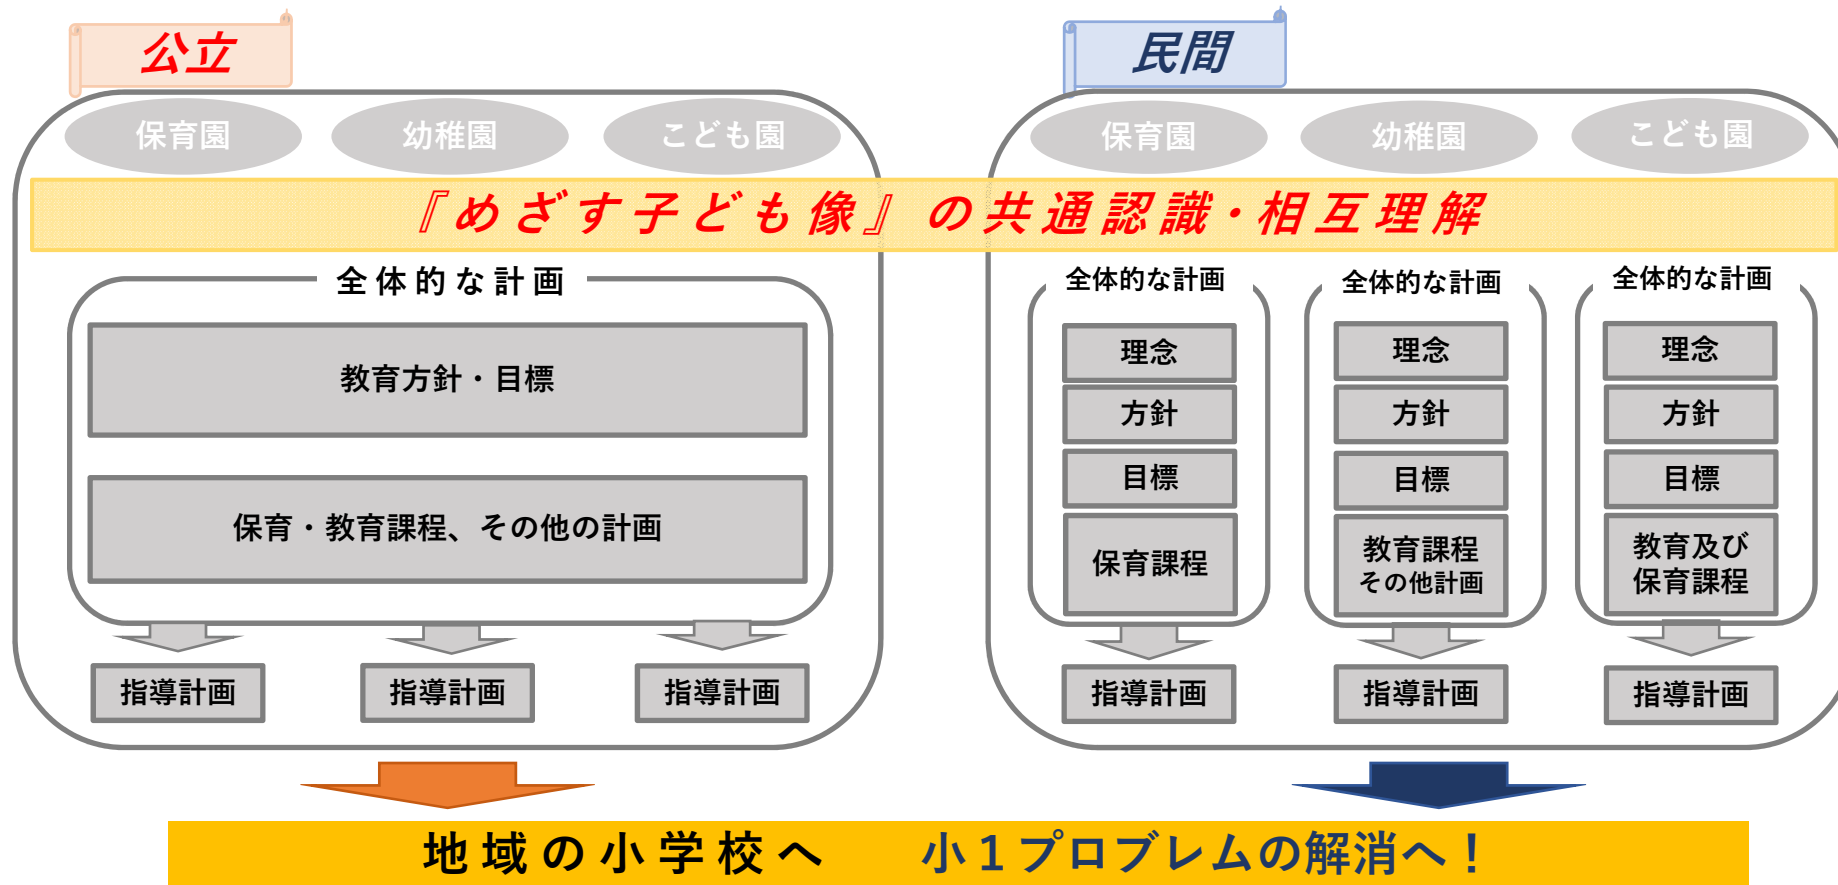 公立
保育園
幼稚園
こども園
民間
保育園
幼稚園
こども園
『めざす子ども像』の共通認識・相互理解
全体的な計画
教育方針・目標
保育・教育課程、その他の計画
指導計画
指導計画
指導計画
全体的な計画
理念
方針
目標
保育課程
指導計画
全体的な計画
理念
方針
目標
教育課程
その他計画
指導計画
全体的な計画
理念
方針
目標
教育及び
保育課程
指導計画
地域の小学校へ 小１プロブレムの解消へ！